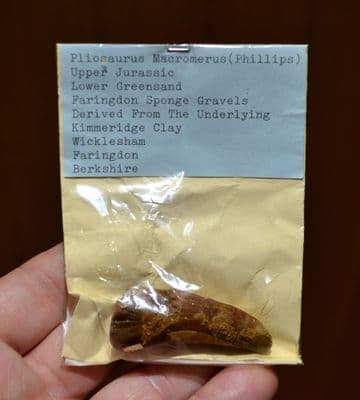 Pliosaurus Macromerus(Phillips)
Upper Jurassic
Lower Greensand
Faringdon Sponge Gravels
Derived From The Underlying
Kimmeridge Clay
Wicklesham
Faringdon
Berkshire